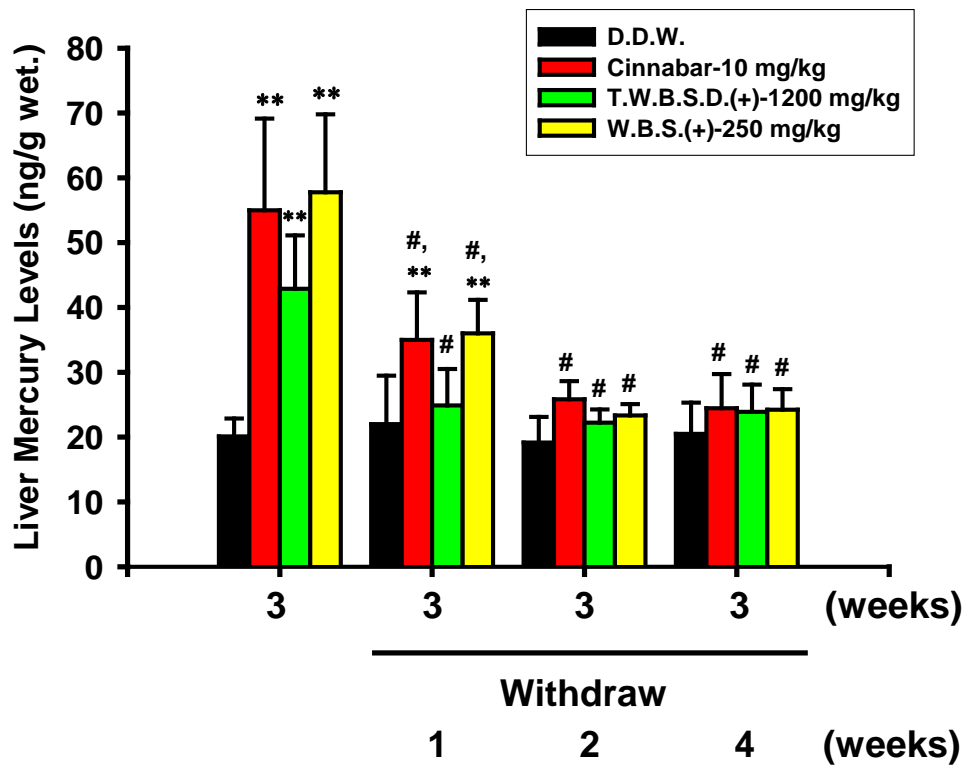 D.D.W.
Cinnabar-10 mg/kg
T.W.B.S.D.(+)-1200 mg/kg
W.B.S.(+)-250 mg/kg
Liver Mercury Levels (ng/g wet.)
80
70
60
50
40
30
20
10
0
** ** **
#, ** # #, **
# # #
# # #
3 3 3 3 (weeks)
Withdraw
1 2 4 (weeks)